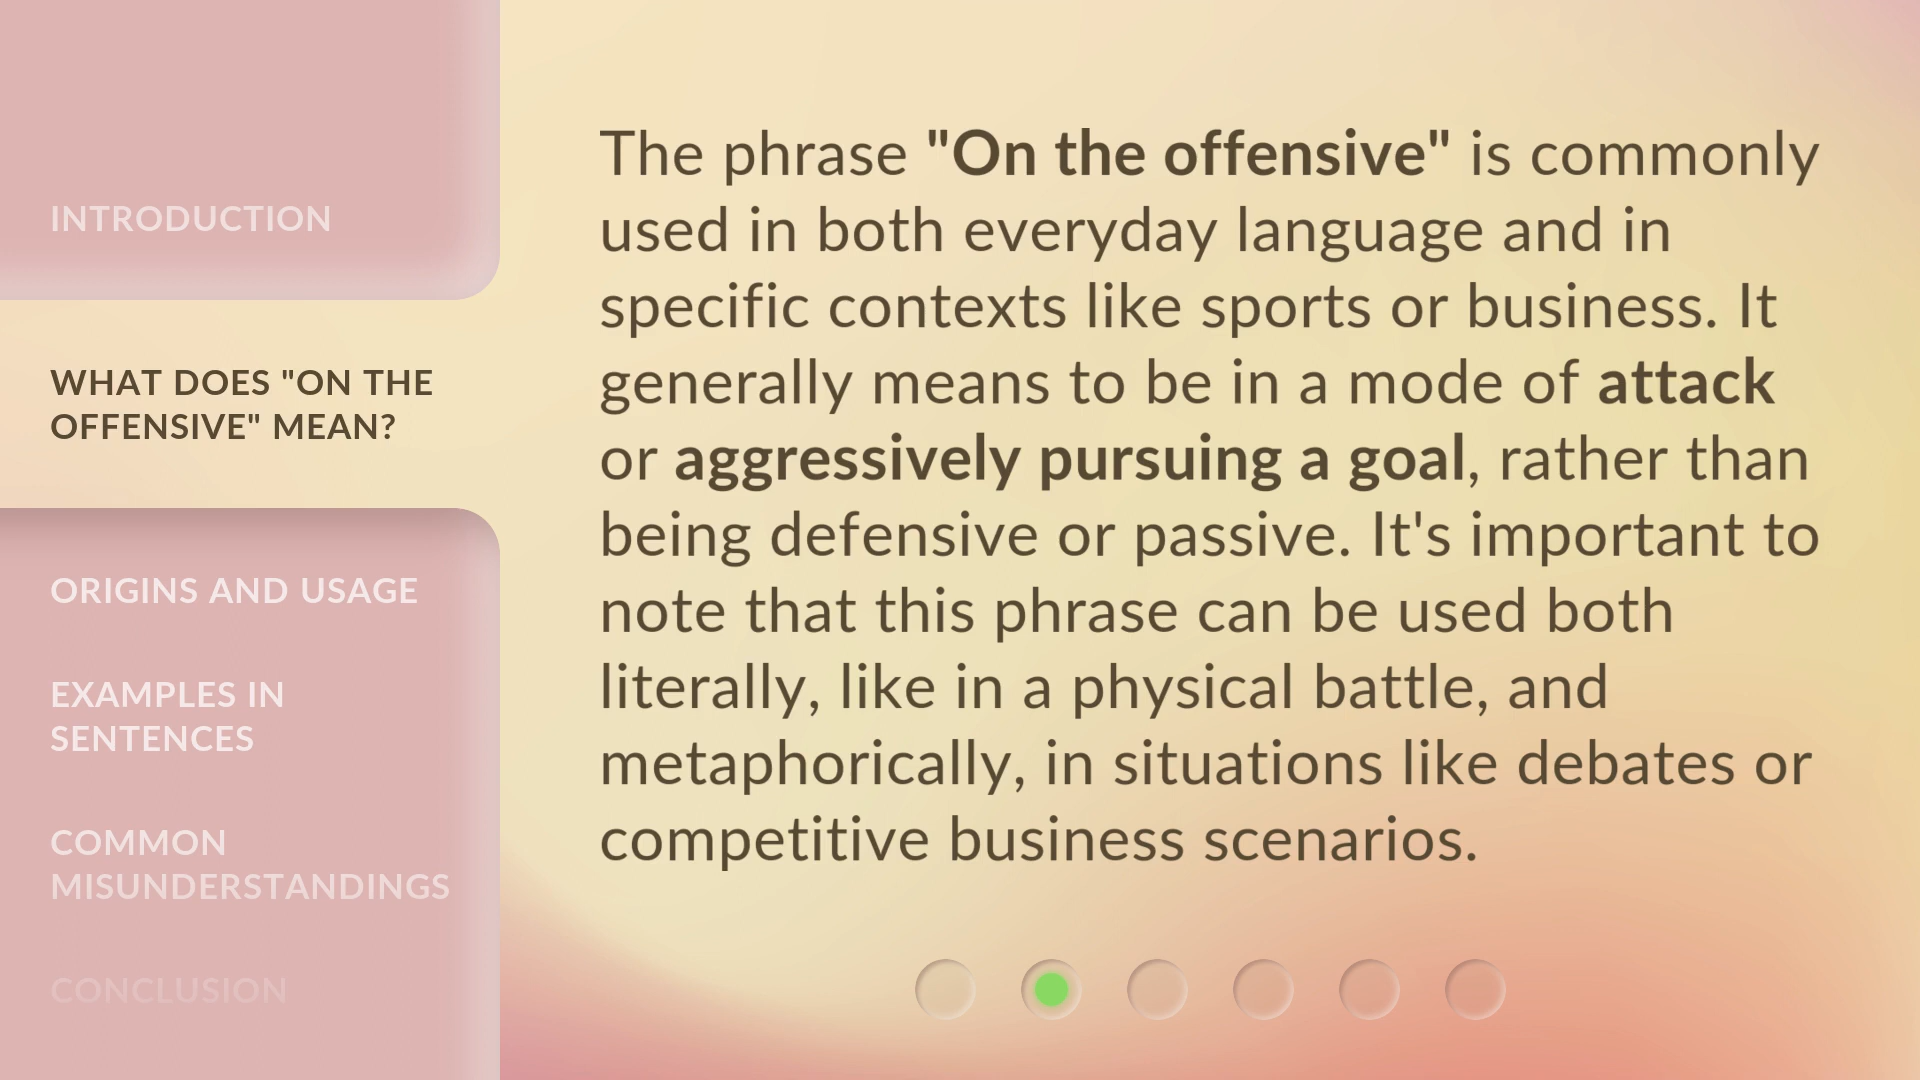 INTRODUCTION
WHAT DOES "ON THE
OFFENSIVE" MEAN?
ORIGINS AND USAGE
EXAMPLES IN
SENTENCES
COMMON
MISUNDERSTANDINGS
CONCLUSION
The phrase "On the offensive" is commonly
used in both everyday language and in
specific contexts like sports or business. It
generally means to be in a mode of attack
or aggressively pursuing a goal, rather than
being defensive or passive. It's important to
note that this phrase can be used both
literally, like in a physical battle, and
metaphorically, in situations like debates or
competitive business scenarios.